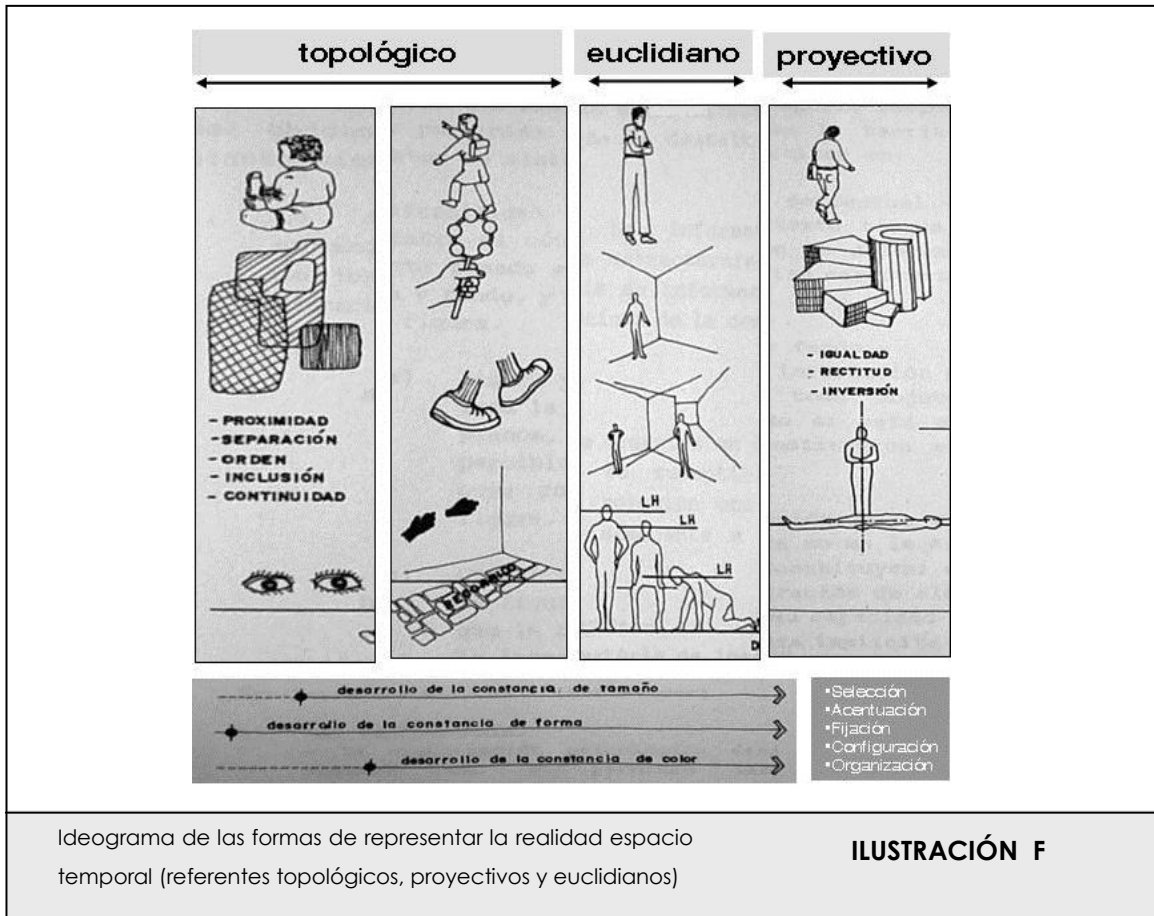 topológico
euclidiano
proyectivo
- PROXIMIDAD
- SEPARACIÓN
- ORDEN
- INCLUSIÓN
- CONTINUIDAD
LH
LH
LH
- IGUALDAD
- RECTITUD
- INVERSIÓN
desarrollo de la constancia de tamaño
desarrollo de la constancia de forma
desarrollo de la constancia de color
▪Selección
▪Acentuación
▪Fijación
▪Configuración
▪Organización
Ideograma de las formas de representar la realidad espacio
temporal (referentes topológicos, proyectivos y euclidianos)
ILUSTRACIÓN F